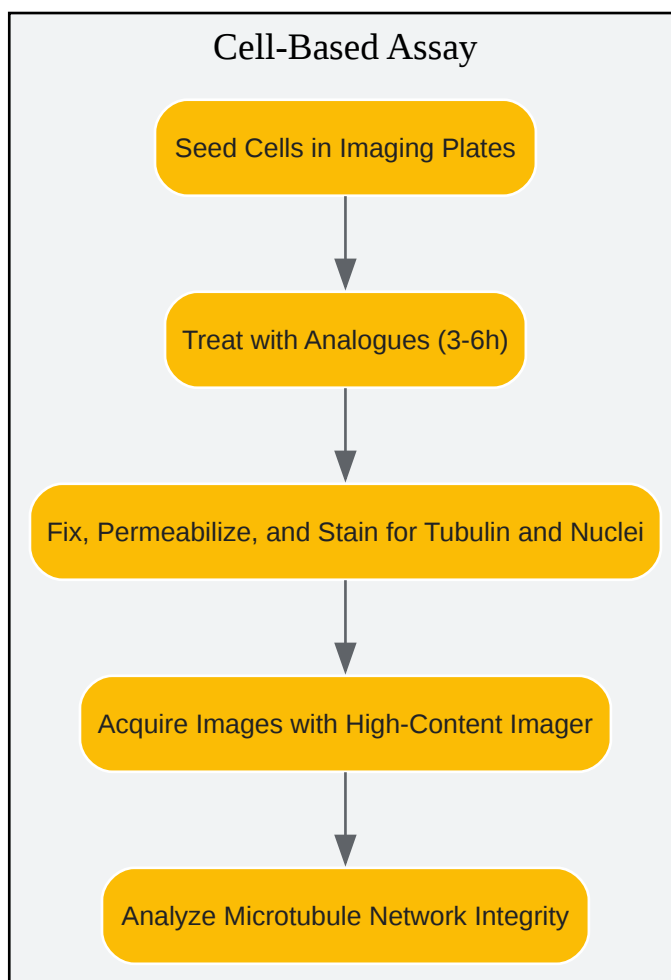 Cell-Based Assay
Seed Cells in Imaging Plates
Treat with Analogues (3-6h)
Fix, Permeabilize, and Stain for Tubulin and Nuclei
Acquire Images with High-Content Imager
Analyze Microtubule Network Integrity